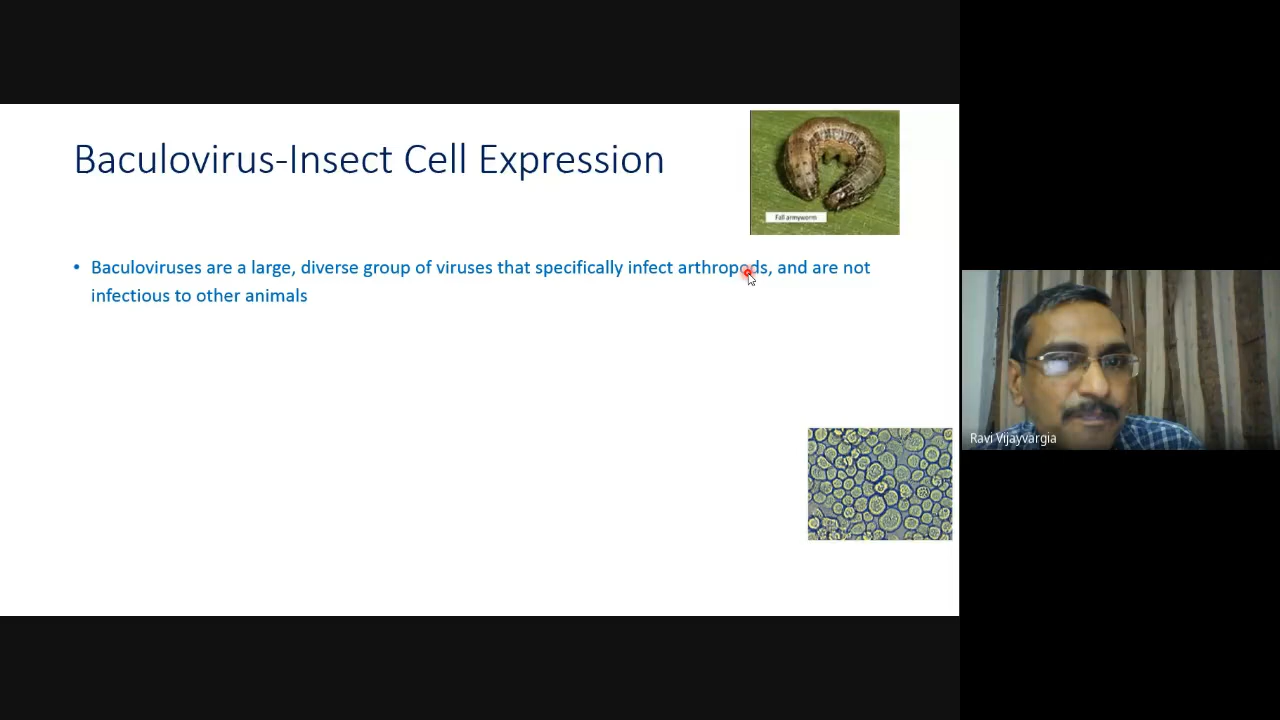 Baculovirus-Insect Cell Expression
Fall armyworm
• Baculoviruses are a large, diverse group of viruses that specifically infect arthropods, and are not
infectious to other animals
Ravi Vijayvargia